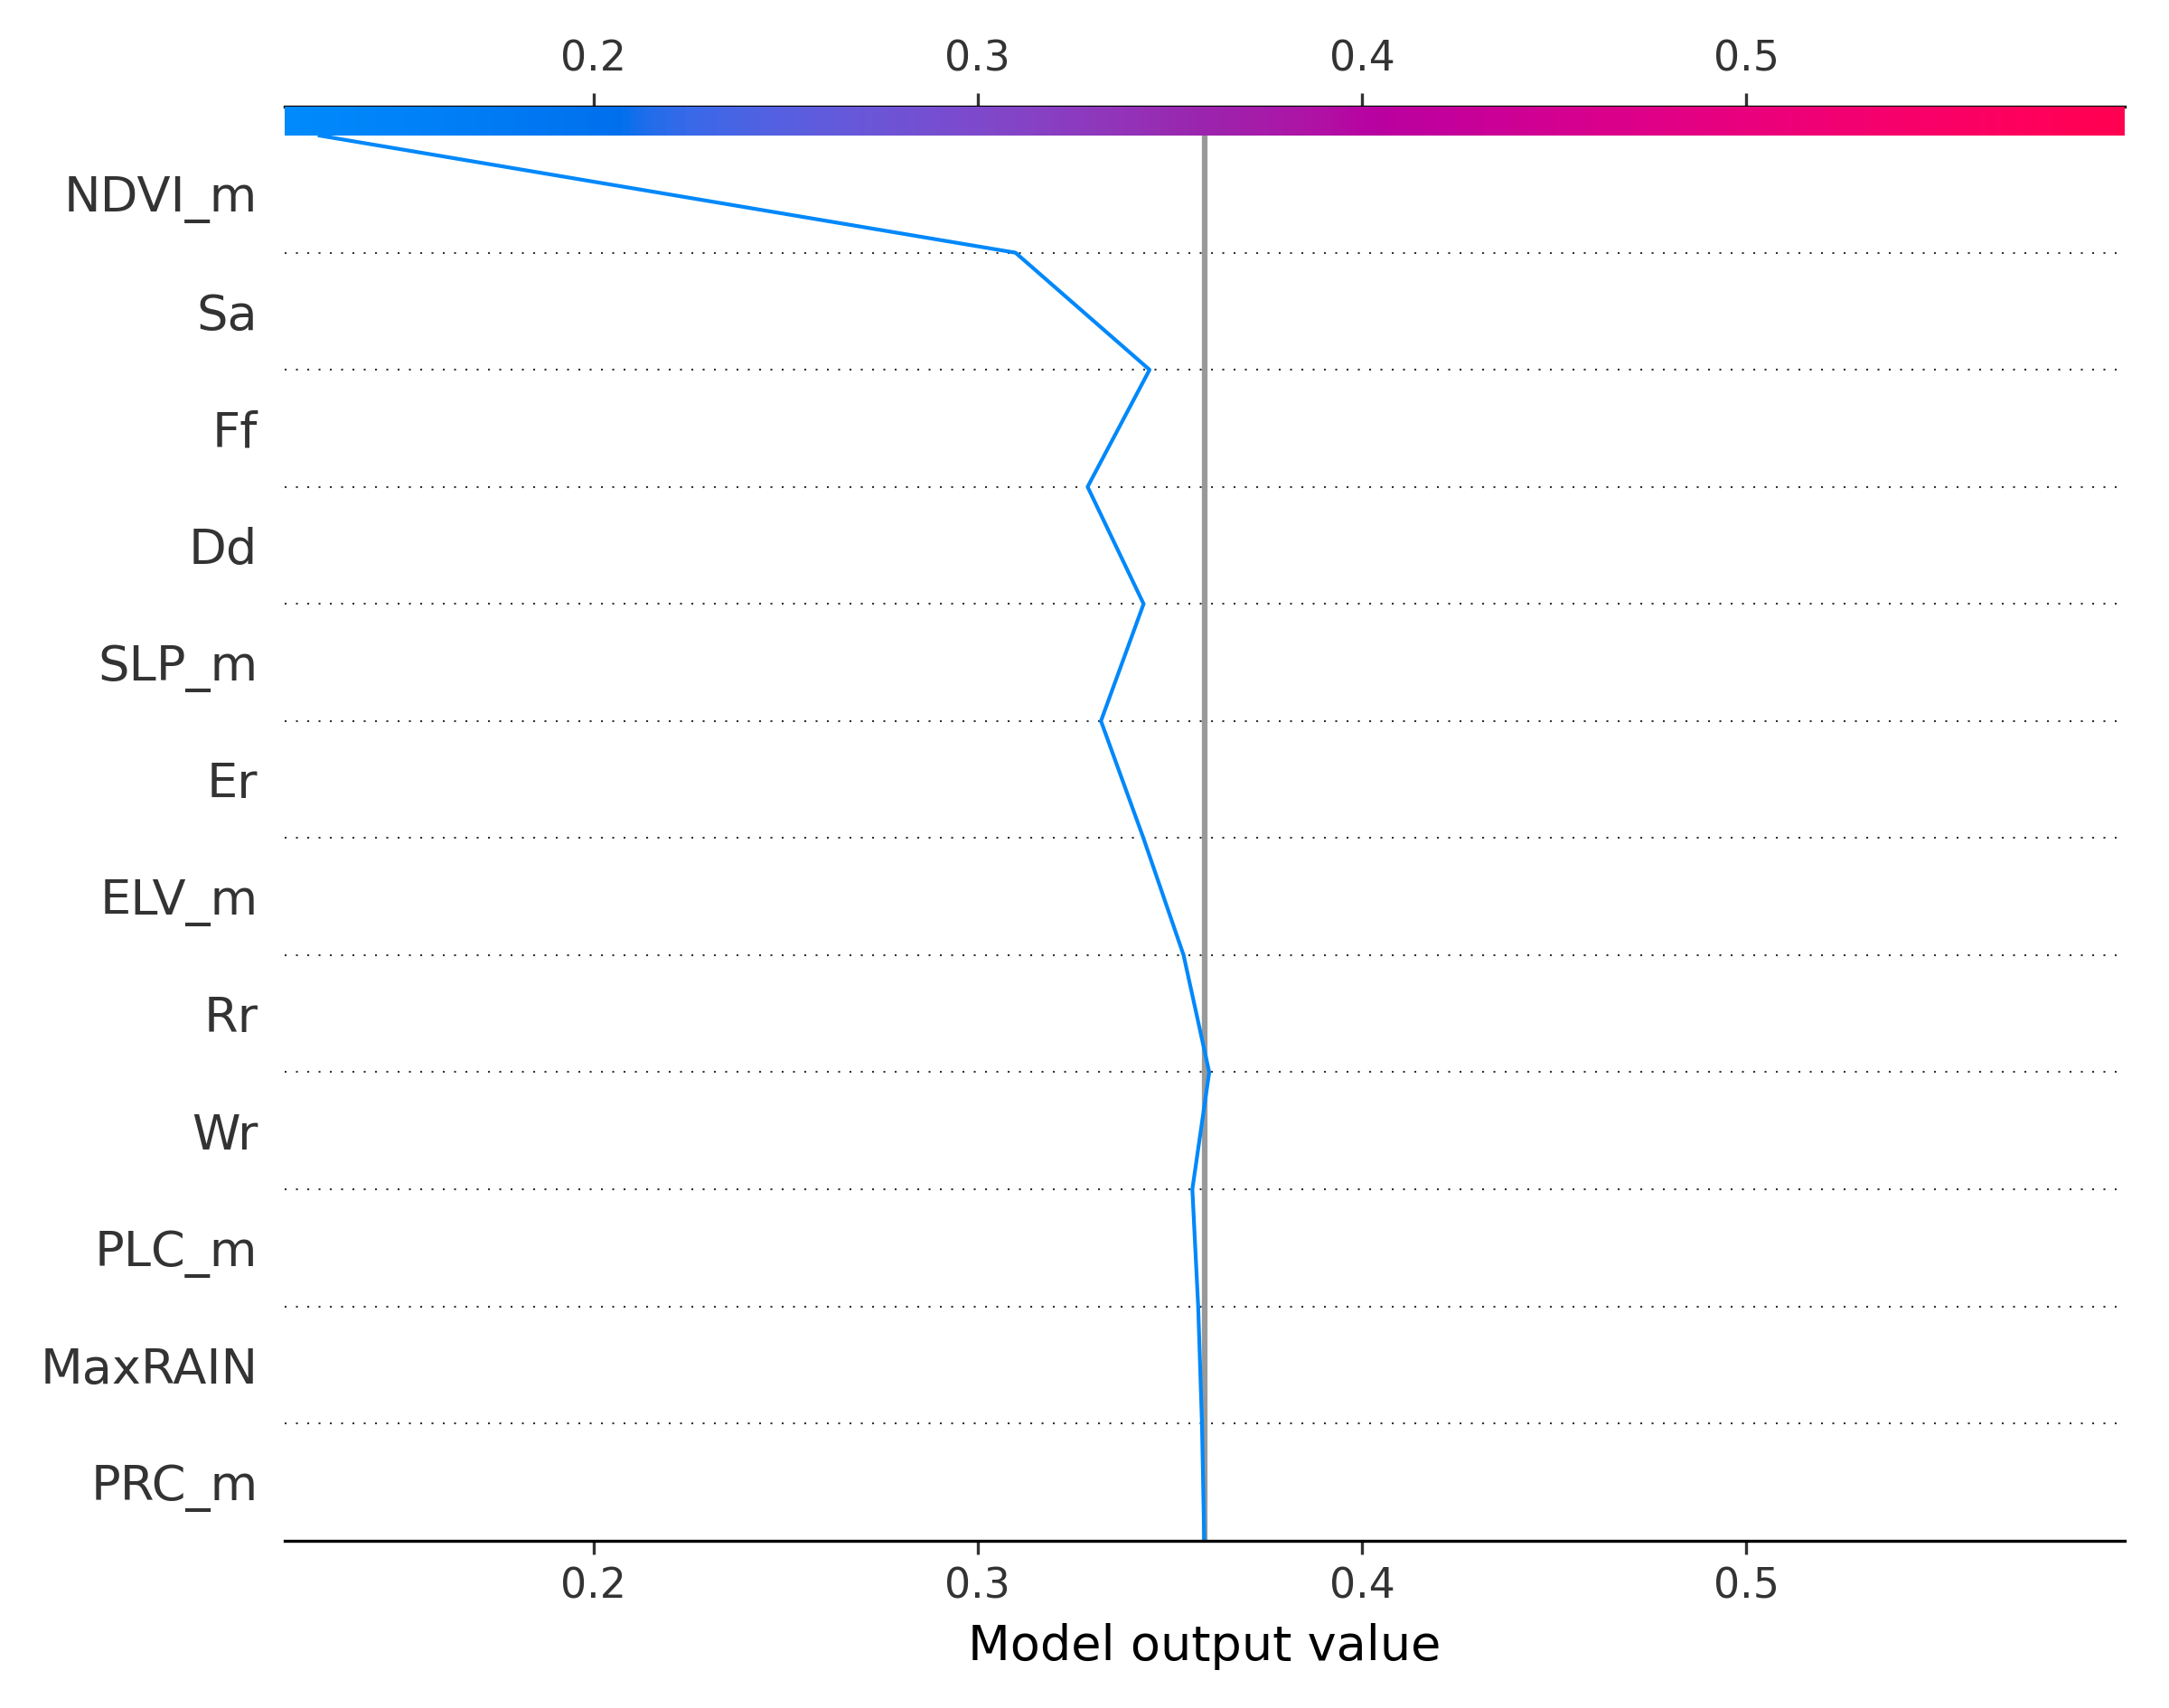 0.2 0.3 0.4 0.5
NDVI_m
Sa
Ff
Dd
SLP_m
Er
ELV_m
Rr
Wr
PLC_m
MaxRAIN
PRC_m
0.2 0.3 0.4 0.5
Model output value